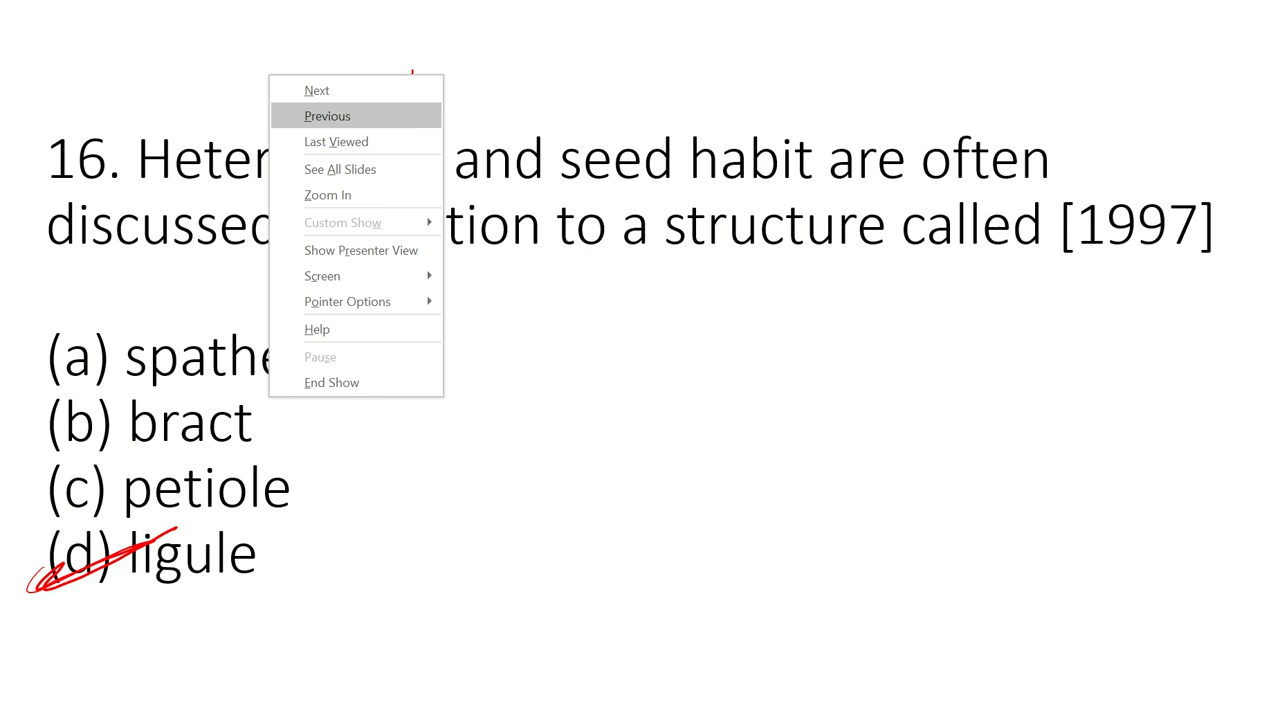 Next
Previous
Last Viewed
See All Slides
Zoom In
Custom Show
Show Presenter View
Screen
Pointer Options
Help
Pause
End Show
16. Heter and seed habit are often
discussed tion to a structure called [1997]
(a) spathe
(b) bract
(c) petiole
(d) ligule